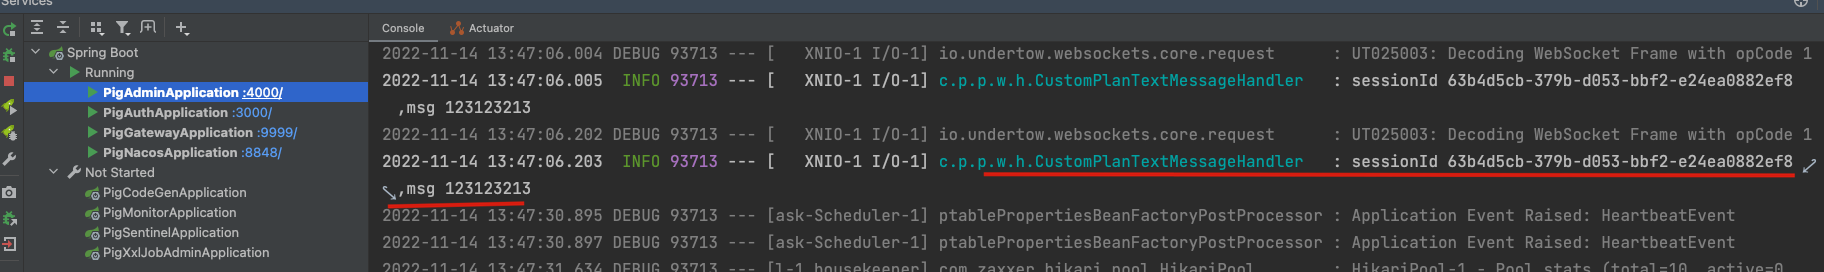 Services
Console
Actuator
Spring Boot
Running
PigAdminApplication :4000/
PigAuthApplication :3000/
PigGatewayApplication :9999/
PigNacosApplication :8848/
Not Started
PigCodeGenApplication
PigMonitorApplication
PigSentinelApplication
PigXxlJobAdminApplication
2022-11-14 13:47:06.004 DEBUG 93713 --- [   XNIO-1 I/O-1] io.undertow.websockets.core.request      : UT025003: Decoding WebSocket Frame with opCode 1
2022-11-14 13:47:06.005  INFO 93713 --- [   XNIO-1 I/O-1] c.p.p.w.h.CustomPlanTextMessageHandler   : sessionId 63b4d5cb-379b-d053-bbf2-e24ea0882ef8
,msg 123123213
2022-11-14 13:47:06.202 DEBUG 93713 --- [   XNIO-1 I/O-1] io.undertow.websockets.core.request      : UT025003: Decoding WebSocket Frame with opCode 1
2022-11-14 13:47:06.203  INFO 93713 --- [   XNIO-1 I/O-1] c.p.p.w.h.CustomPlanTextMessageHandler   : sessionId 63b4d5cb-379b-d053-bbf2-e24ea0882ef8
,msg 123123213
2022-11-14 13:47:30.895 DEBUG 93713 --- [ask-Scheduler-1] ptablePropertiesBeanFactoryPostProcessor : Application Event Raised: HeartbeatEvent
2022-11-14 13:47:30.897 DEBUG 93713 --- [ask-Scheduler-1] ptablePropertiesBeanFactoryPostProcessor : Application Event Raised: HeartbeatEvent
2022-11-14 13:47:31.634 DEBUG 93713 --- [l-1 housekeeper] com.zaxxer.hikari.pool.HikariPool        : HikariPool-1 - Pool stats (total=10, active=0,